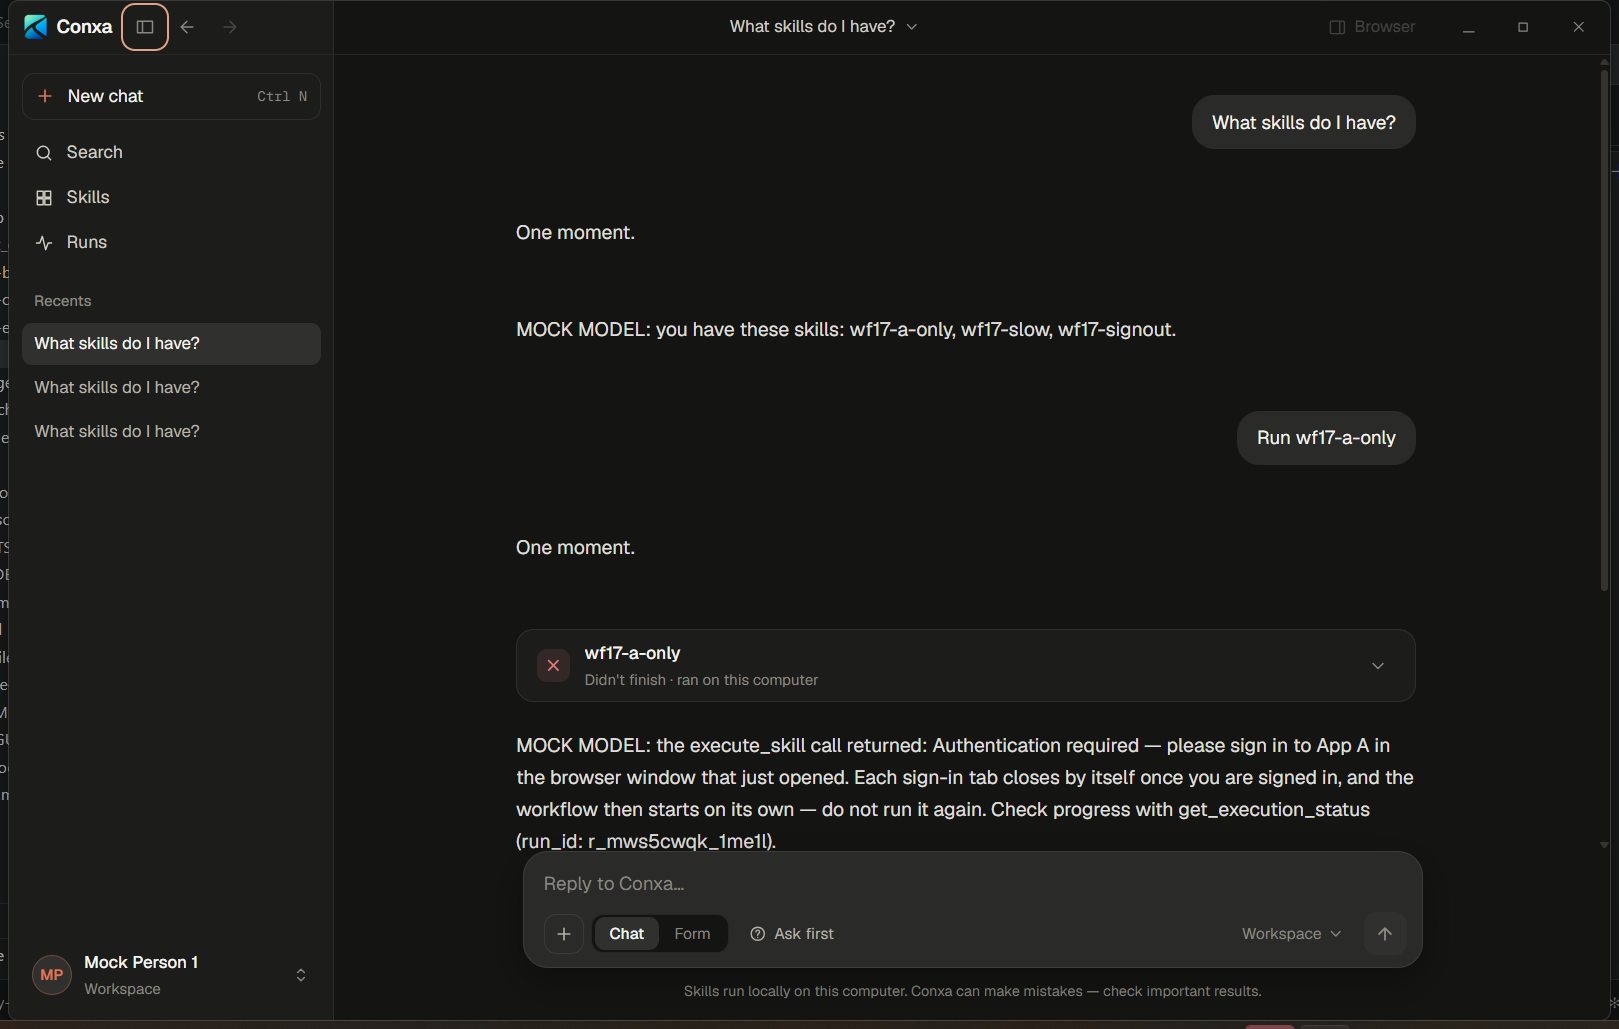 Conxa
What skills do I have?
Browser
New chat
Ctrl N
Search
Skills
Runs
Recents
What skills do I have?
What skills do I have?
What skills do I have?
What skills do I have?
One moment.
MOCK MODEL: you have these skills: wf17-a-only, wf17-slow, wf17-signout.
Run wf17-a-only
One moment.
wf17-a-only
Didn't finish · ran on this computer
MOCK MODEL: the execute_skill call returned: Authentication required — please sign in to App A in
the browser window that just opened. Each sign-in tab closes by itself once you are signed in, and the
workflow then starts on its own — do not run it again. Check progress with get_execution_status
(run_id: r_mws5cwqk_1me1l).
Reply to Conxa...
Chat
Form
Ask first
Workspace
MP
Mock Person 1
Workspace
Skills run locally on this computer. Conxa can make mistakes — check important results.